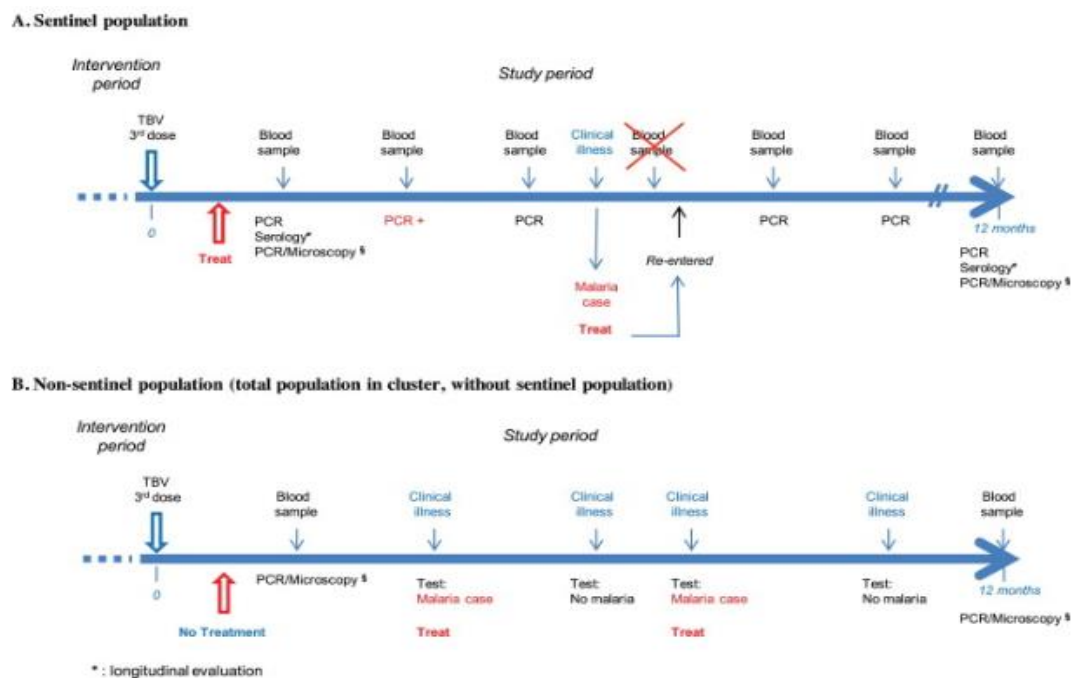 A. Sentinel population
Intervention period
Study period
TBV
3rd dose
Blood sample
Blood sample
Blood sample
Clinical illness
Blood sample
Blood sample
Blood sample
Blood sample
0
Treat
PCR
Serology*
PCR/Microscopy §
PCR +
PCR
Re-entered
PCR
PCR
12 months
PCR
Serology*
PCR/Microscopy §
Malaria case
Treat
B. Non-sentinel population (total population in cluster, without sentinel population)
Intervention period
Study period
TBV
3rd dose
Blood sample
Clinical illness
Clinical illness
Clinical illness
Clinical illness
Blood sample
0
No Treatment
PCR/Microscopy §
Test:
Malaria case
Treat
Test:
No malaria
Test:
Malaria case
Treat
Test:
No malaria
12 months
PCR/Microscopy §
* : longitudinal evaluation